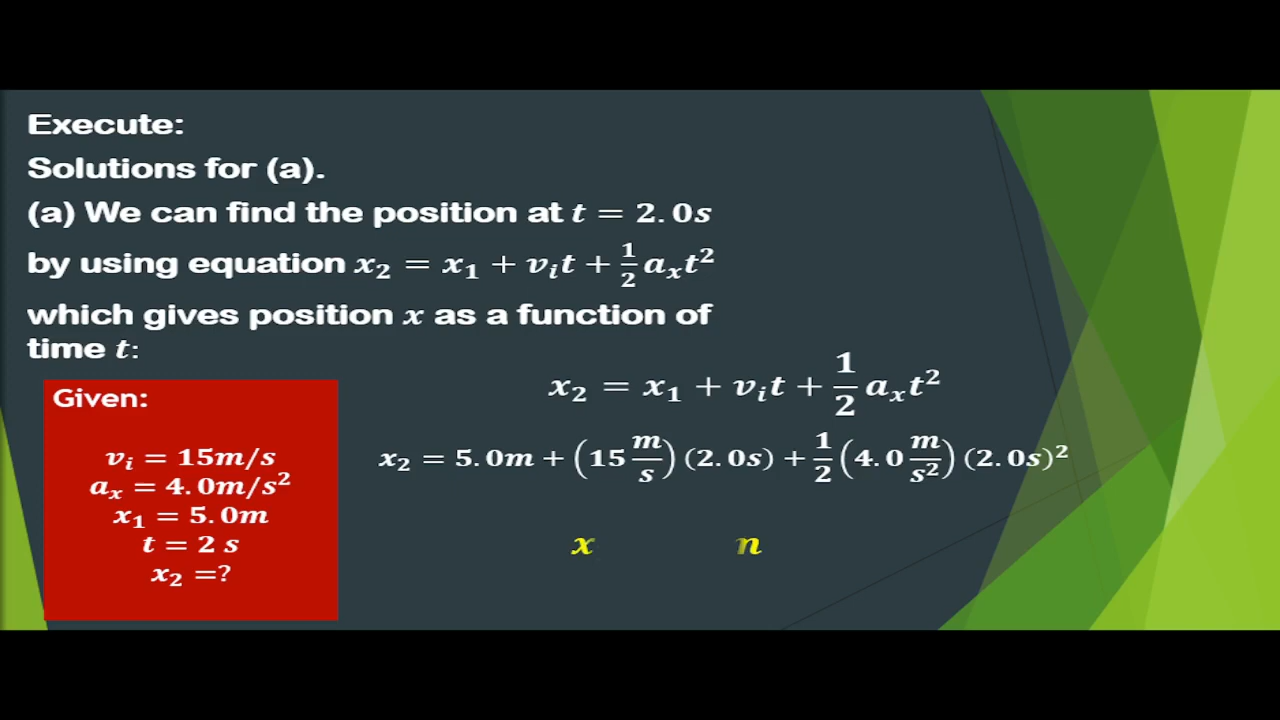 Execute:
Solutions for (a).
(a) We can find the position at t = 2.0s
by using equation x₂ = x₁ + vᵢt + ½aₓt²
which gives position x as a function of
time t:
x₂ = x₁ + vᵢt + ½aₓt²
Given:
vᵢ = 15m/s
aₓ = 4.0m/s²
x₁ = 5.0m
t = 2 s
x₂ =?
x₂ = 5.0m + (15 m/s)(2.0s) + ½(4.0 m/s²)(2.0s)²
x n